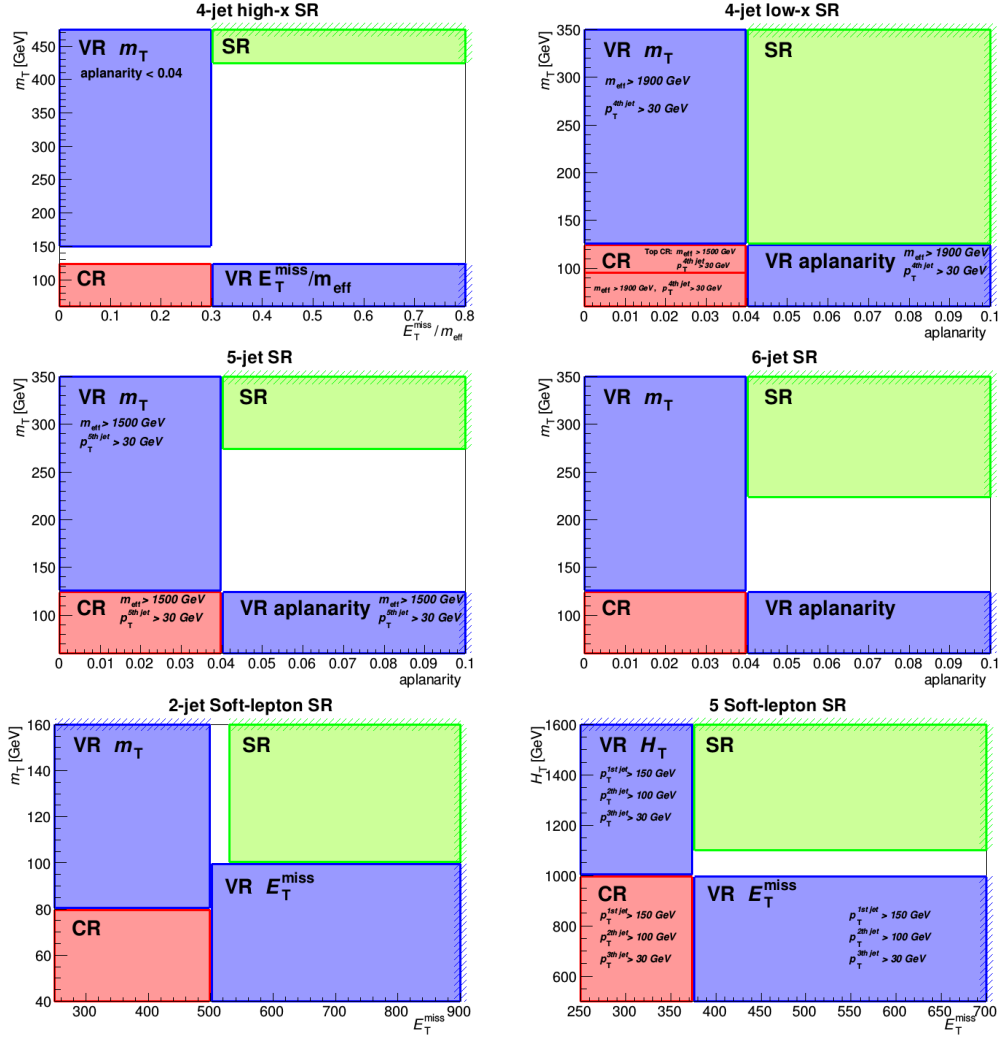 4-jet high-x SR
m_T [GeV]
450
400
350
300
250
200
150
100
VR m_T
aplanarity < 0.04
SR
CR
VR E_T^miss/m_eff
0 0.1 0.2 0.3 0.4 0.5 0.6 0.7 0.8
E_T^miss / m_eff
4-jet low-x SR
m_T [GeV]
350
300
250
200
150
100
VR m_T
m_eff > 1900 GeV
p_T^4th jet > 30 GeV
SR
Top CR: m_eff > 1500 GeV
CR p_T^4th jet > 30 GeV
m_eff > 1900 GeV , p_T^4th jet > 30 GeV
VR aplanarity
m_eff > 1900 GeV
p_T^4th jet > 30 GeV
0 0.01 0.02 0.03 0.04 0.05 0.06 0.07 0.08 0.09 0.1
aplanarity
5-jet SR
m_T [GeV]
350
300
250
200
150
100
VR m_T
m_eff > 1500 GeV
p_T^5th jet > 30 GeV
SR
CR
m_eff > 1500 GeV
p_T^5th jet > 30 GeV
VR aplanarity
m_eff > 1500 GeV
p_T^5th jet > 30 GeV
0 0.01 0.02 0.03 0.04 0.05 0.06 0.07 0.08 0.09 0.1
aplanarity
6-jet SR
m_T [GeV]
350
300
250
200
150
100
VR m_T
SR
CR
VR aplanarity
0 0.01 0.02 0.03 0.04 0.05 0.06 0.07 0.08 0.09 0.1
aplanarity
2-jet Soft-lepton SR
m_T [GeV]
160
140
120
100
80
60
40
VR m_T
SR
CR
VR E_T^miss
300 400 500 600 700 800 900
E_T^miss
5 Soft-lepton SR
H_T [GeV]
1600
1400
1200
1000
800
600
VR H_T
p_T^1st jet > 150 GeV
p_T^2th jet > 100 GeV
p_T^3th jet > 30 GeV
SR
CR
p_T^1st jet > 150 GeV
p_T^2th jet > 100 GeV
p_T^3th jet > 30 GeV
VR E_T^miss
p_T^1st jet > 150 GeV
p_T^2th jet > 100 GeV
p_T^3th jet > 30 GeV
250 300 350 400 450 500 550 600 650 700
E_T^miss